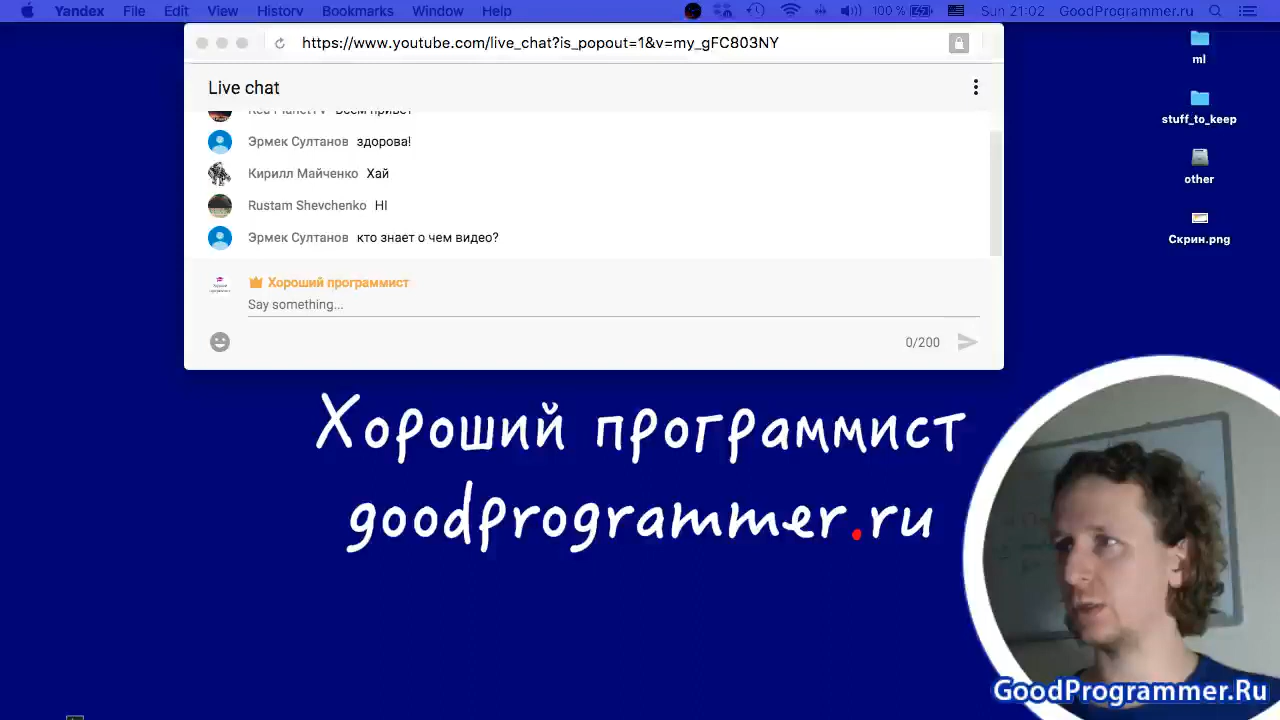 Yandex File Edit View History Bookmarks Window Help 100 % Sun 21:02 GoodProgrammer.ru
https://www.youtube.com/live_chat?is_popout=1&v=my_gFC803NY
ml
Live chat
stuff_to_keep
Эрмек Султанов здорова!
Кирилл Майченко Хай
other
Rustam Shevchenko HI
Эрмек Султанов кто знает о чем видео?
Скрин.png
Хороший программист
Say something...
0/200
Хороший программист
goodprogrammer.ru
GoodProgrammer.Ru